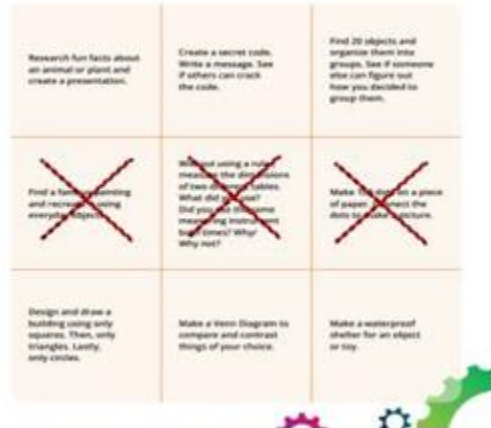 Research fun facts about
an animal or plant and
create a presentation.
Create a secret code.
Write a message. See
if others can crack
the code.
Find 20 objects and
organize them into
groups. See if someone
else can figure out
how you decided to
group them.
Find a painting
and using
everyday
using a
the
of two tables.
What did use?
Did you
measuring
times? Why?
Why not?
Make dots on a piece
of paper. the
dots to picture.
Design and draw a
building using only
squares. Then, only
triangles. Lastly,
only circles.
Make a Venn Diagram to
compare and contrast
things of your choice.
Make a waterproof
shelter for an object
or toy.